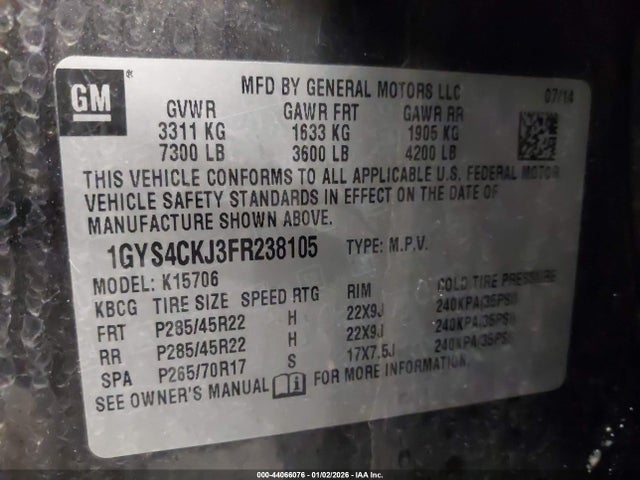 GM
MFD BY GENERAL MOTORS LLC 07/14
GVWR GAWR FRT GAWR RR
3311 KG 1633 KG 1905 KG
7300 LB 3600 LB 4200 LB
THIS VEHICLE CONFORMS TO ALL APPLICABLE U.S. FEDERAL MOTOR
VEHICLE SAFETY STANDARDS IN EFFECT ON THE DATE OF
MANUFACTURE SHOWN ABOVE.
1GYS4CKJ3FR238105 TYPE: M.P.V.
MODEL: K15706
KBCG TIRE SIZE SPEED RTG RIM COLD TIRE PRESSURE
FRT P285/45R22 H 22X9J 240KPA(35PSI)
RR P285/45R22 H 22X9J 240KPA(35PSI)
SPA P265/70R17 S 17X7.5J 240KPA(35PSI)
SEE OWNER'S MANUAL FOR MORE INFORMATION.
000-44066076 - 01/02/2026 - IAA Inc.